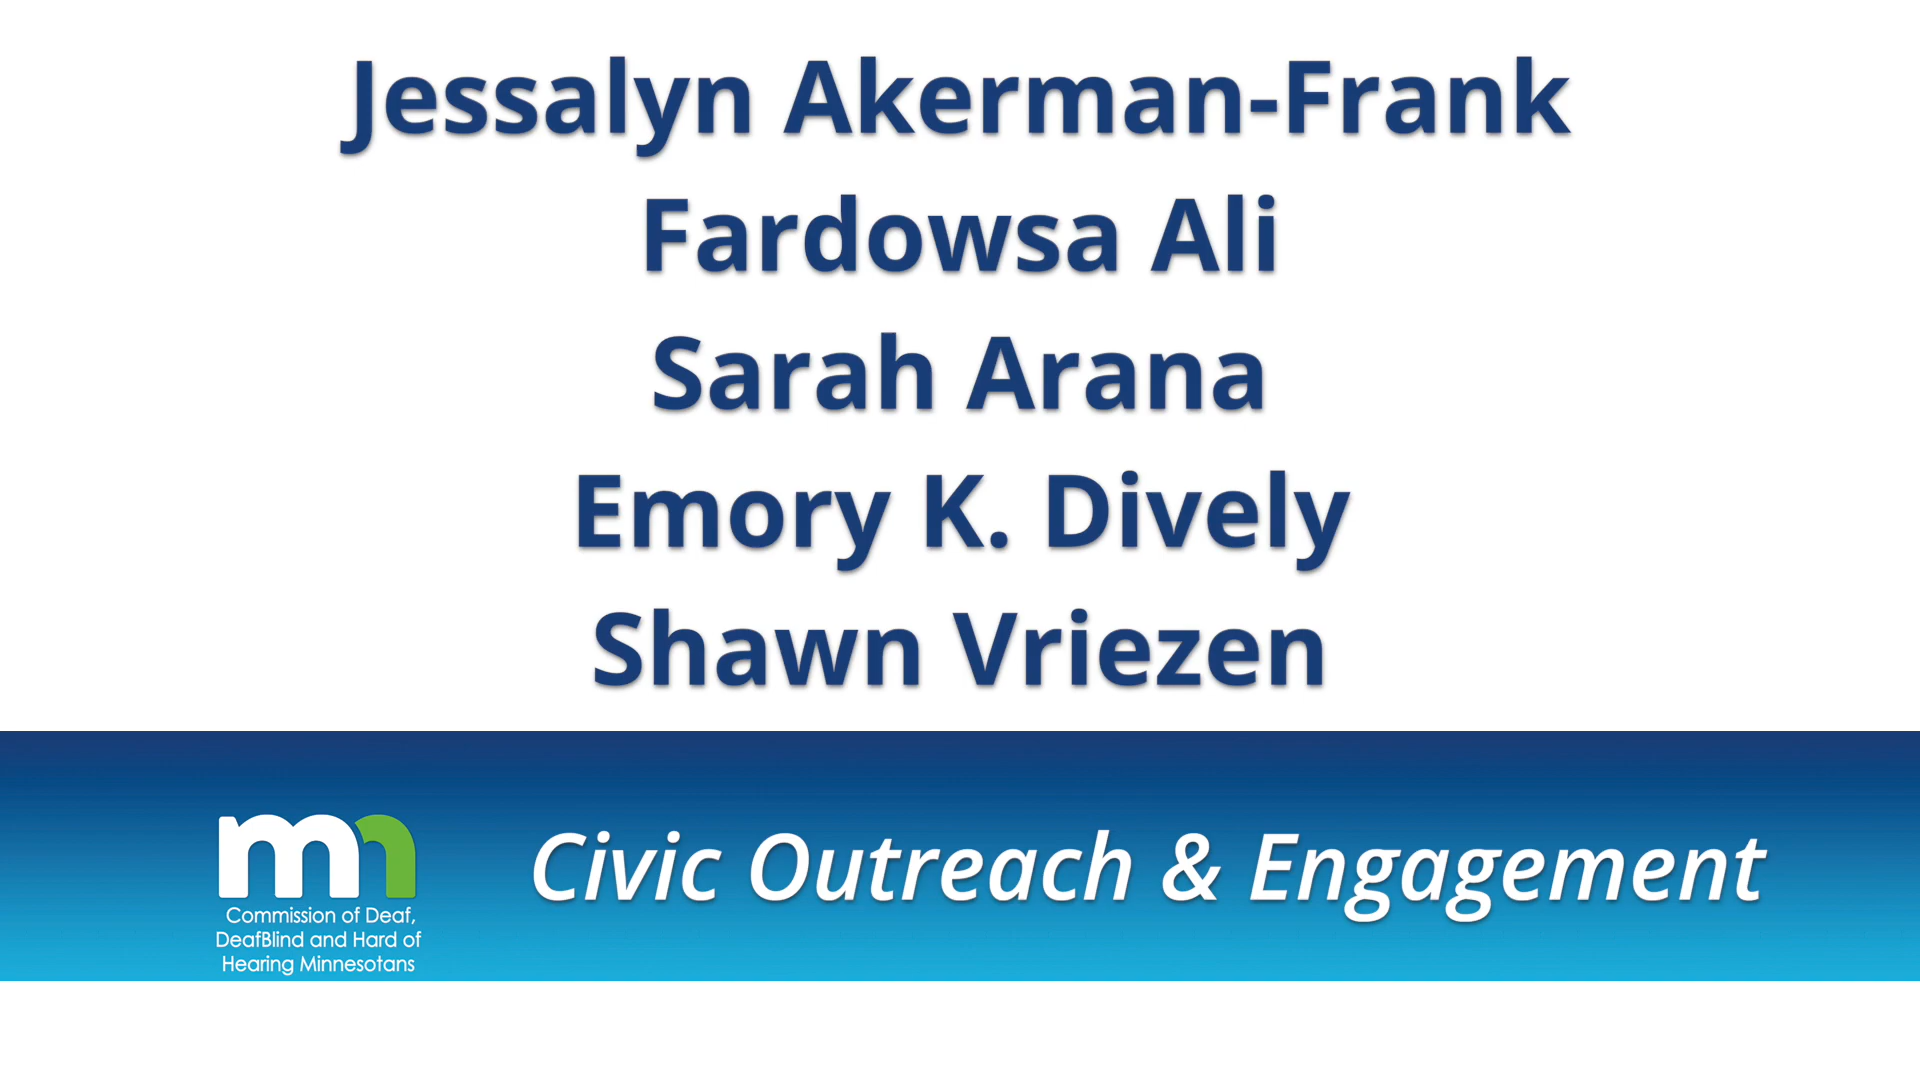 Jessalyn Akerman-Frank
Fardowsa Ali
Sarah Arana
Emory K. Dively
Shawn Vriezen
mn
Commission of Deaf,
DeafBlind and Hard of
Hearing Minnesotans
Civic Outreach & Engagement